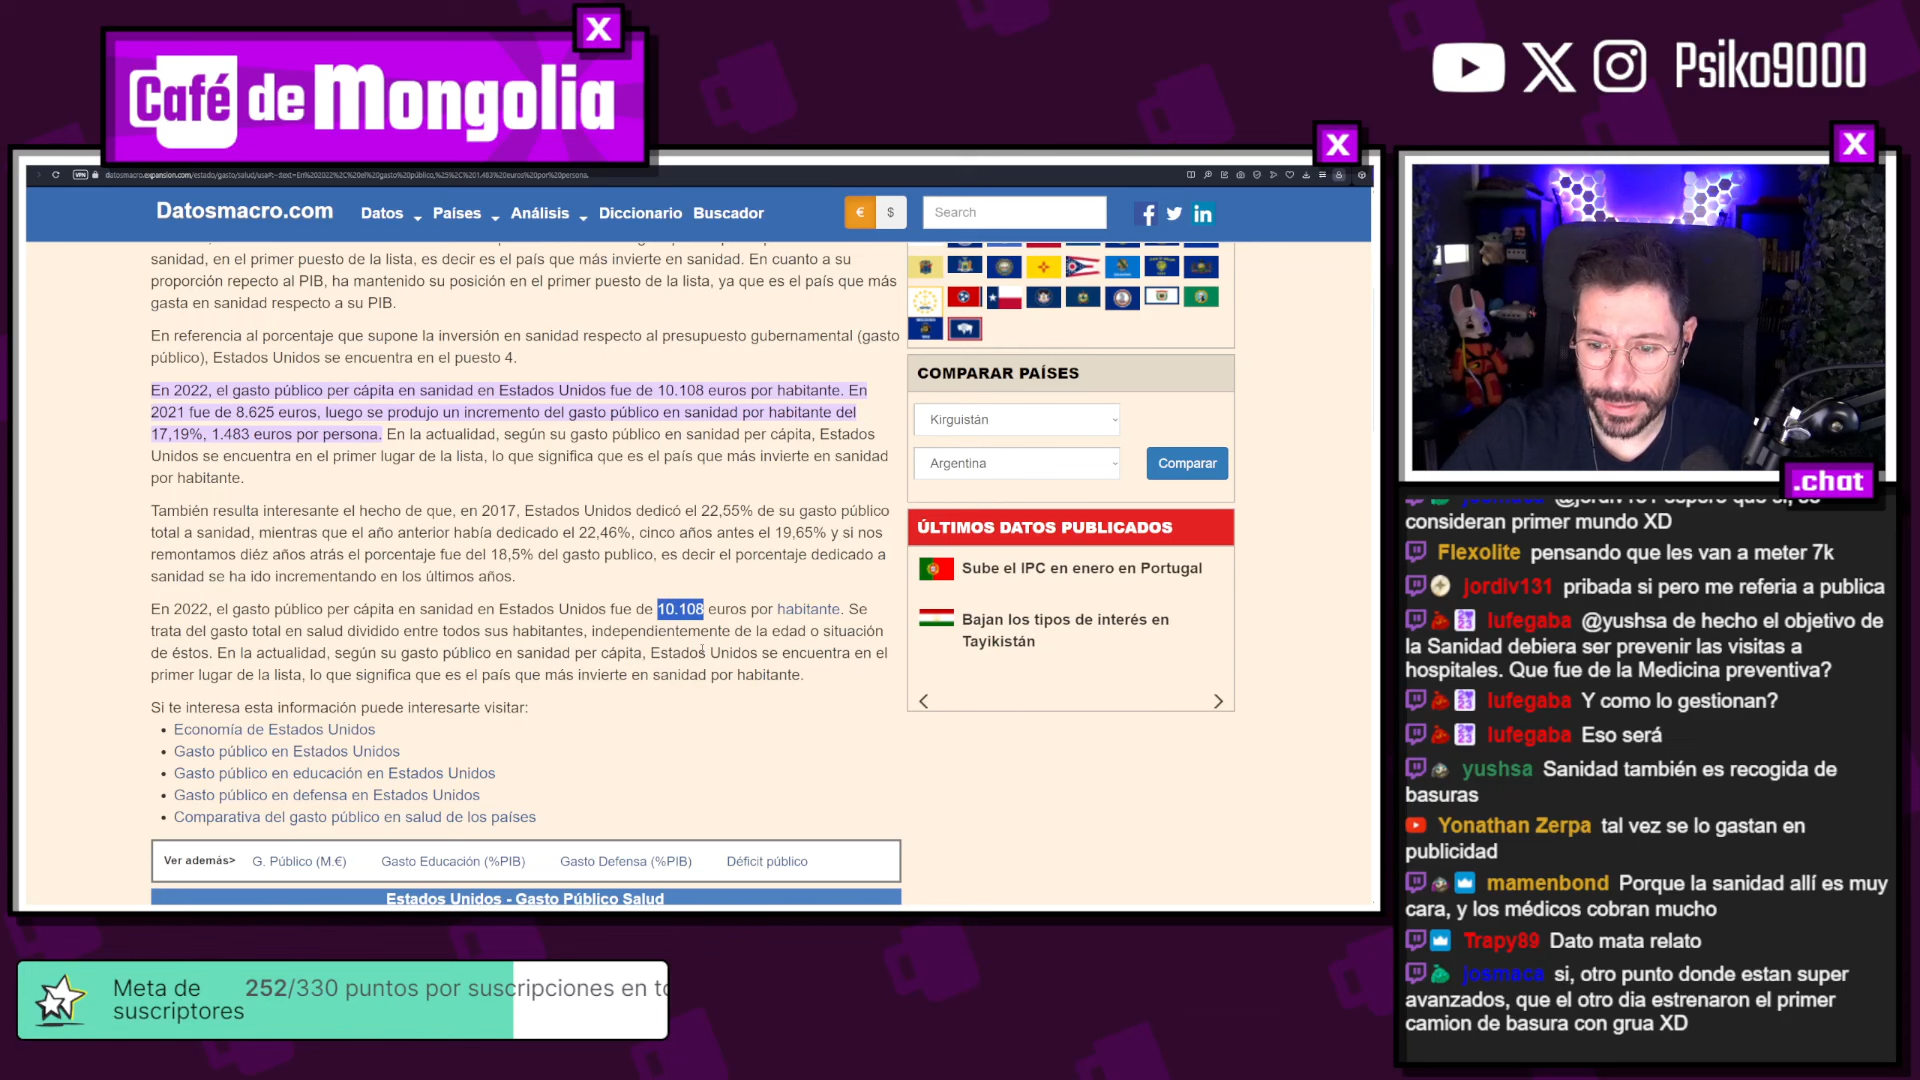 X
Café de Mongolia
Psiko9000
X
X
VPN
Datosmacro.com
Datos
Países
Análisis
Diccionario
Buscador
€
$
Search
sanidad, en el primer puesto de la lista, es decir es el país que más invierte en sanidad. En cuanto a su
proporción repecto al PIB, ha mantenido su posición en el primer puesto de la lista, ya que es el país que más
gasta en sanidad respecto a su PIB.
En referencia al porcentaje que supone la inversión en sanidad respecto al presupuesto gubernamental (gasto
público), Estados Unidos se encuentra en el puesto 4.
En 2022, el gasto público per cápita en sanidad en Estados Unidos fue de 10.108 euros por habitante. En
2021 fue de 8.625 euros, luego se produjo un incremento del gasto público en sanidad por habitante del
17,19%, 1.483 euros por persona. En la actualidad, según su gasto público en sanidad per cápita, Estados
Unidos se encuentra en el primer lugar de la lista, lo que significa que es el país que más invierte en sanidad
por habitante.
También resulta interesante el hecho de que, en 2017, Estados Unidos dedicó el 22,55% de su gasto público
total a sanidad, mientras que el año anterior había dedicado el 22,46%, cinco años antes el 19,65% y si nos
remontamos diéz años atrás el porcentaje fue del 18,5% del gasto publico, es decir el porcentaje dedicado a
sanidad se ha ido incrementando en los últimos años.
En 2022, el gasto público per cápita en sanidad en Estados Unidos fue de 10.108 euros por habitante. Se
trata del gasto total en salud dividido entre todos sus habitantes, independientemente de la edad o situación
de éstos. En la actualidad, según su gasto público en sanidad per cápita, Estados Unidos se encuentra en el
primer lugar de la lista, lo que significa que es el país que más invierte en sanidad por habitante.
Si te interesa esta información puede interesarte visitar:
Economía de Estados Unidos
Gasto público en Estados Unidos
Gasto público en educación en Estados Unidos
Gasto público en defensa en Estados Unidos
Comparativa del gasto público en salud de los países
Ver además>
G. Público (M.€)
Gasto Educación (%PIB)
Gasto Defensa (%PIB)
Déficit público
Estados Unidos - Gasto Público Salud
COMPARAR PAÍSES
Kirguistán
Argentina
Comparar
ÚLTIMOS DATOS PUBLICADOS
Sube el IPC en enero en Portugal
Bajan los tipos de interés en
Tayikistán
.chat
consideran primer mundo XD
Flexolite pensando que les van a meter 7k
jordiv131 pribada si pero me referia a publica
lufegaba @yushsa de hecho el objetivo de
la Sanidad debiera ser prevenir las visitas a
hospitales. Que fue de la Medicina preventiva?
lufegaba Y como lo gestionan?
lufegaba Eso será
yushsa Sanidad también es recogida de
basuras
Yonathan Zerpa tal vez se lo gastan en
publicidad
mamenbond Porque la sanidad allí es muy
cara, y los médicos cobran mucho
Trapy89 Dato mata relato
josmaca si, otro punto donde estan super
avanzados, que el otro dia estrenaron el primer
camion de basura con grua XD
Meta de
suscriptores
252/330 puntos por suscripciones en to